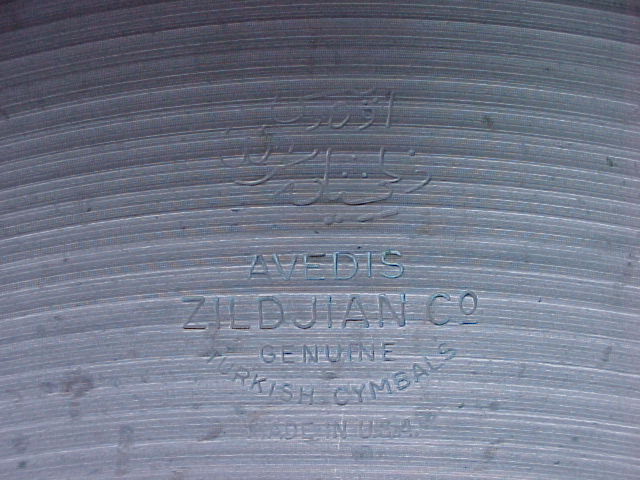 AVEDIS
ZILDJIAN Co
GENUINE
TURKISH CYMBALS
MADE IN U.S.A.